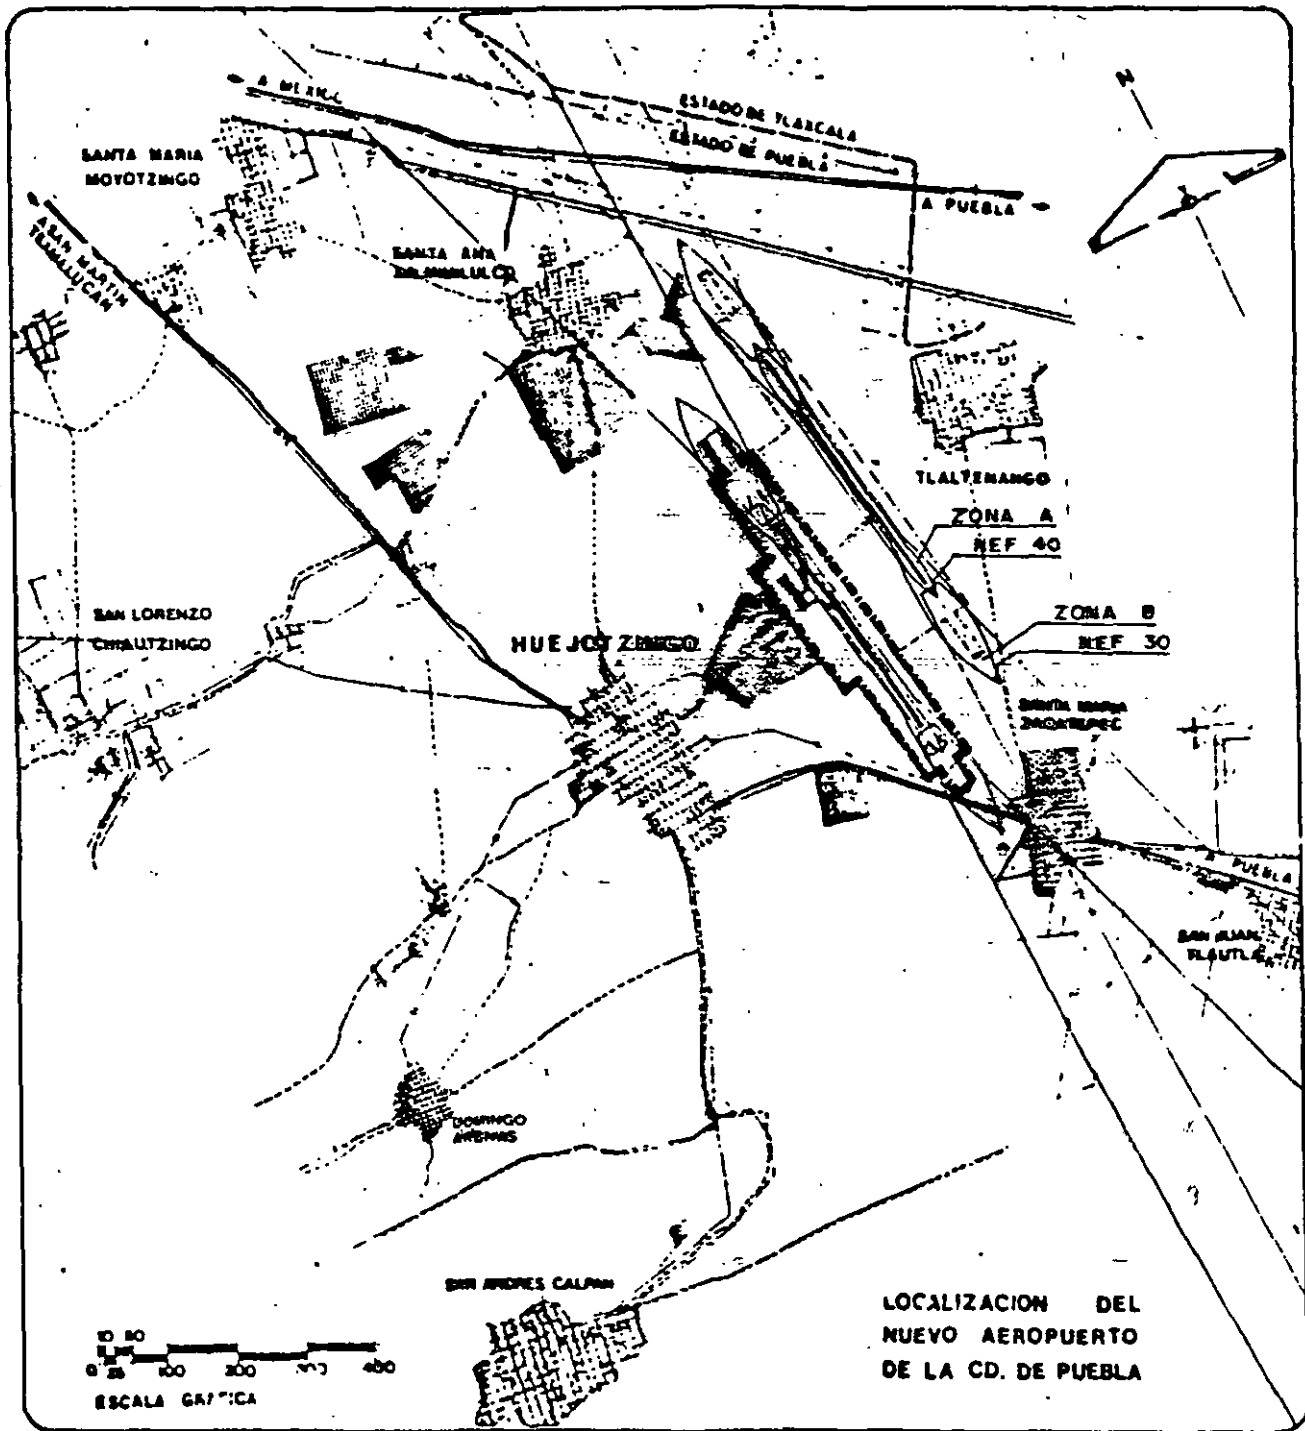 A MEXICO
ESTADO DE TLAXCALA
ESTADO DE PUEBLA
N
SANTA MARIA
MOYOTZINGO
A PUEBLA
A SAN MARTIN
SANTA ANA
TLALTENANGO
ZONA A
NEF 40
SAN LORENZO
CHIAUTZINGO
HUEJOTZINGO
ZONA B
NEF 30
SANTA MARIA
ZACATEPEC
A PUEBLA
SAN JUAN
TLAUTLA
DOMINGO
ARENAS
SAN ANDRES CALPAN
LOCALIZACION DEL
NUEVO AEROPUERTO
DE LA CD. DE PUEBLA
0 25 100 200 400
ESCALA GRAFICA